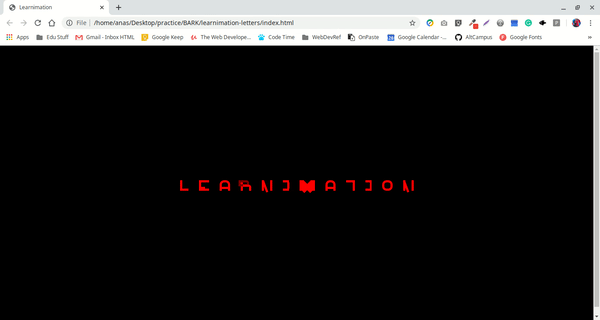 Learnimation
File | /home/anas/Desktop/practice/BARK/learnimation-letters/index.html
Apps Edu Stuff Gmail - Inbox HTML Google Keep The Web Develope... Code Time WebDevRef OnPaste Google Calendar -... AltCampus Google Fonts »
LEARNIMATION